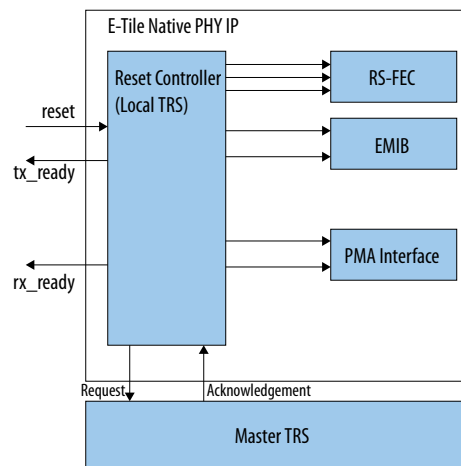 E-Tile Native PHY IP
Reset Controller
(Local TRS)
RS-FEC
reset
EMIB
tx_ready
PMA Interface
rx_ready
Request
Acknowledgement
Master TRS